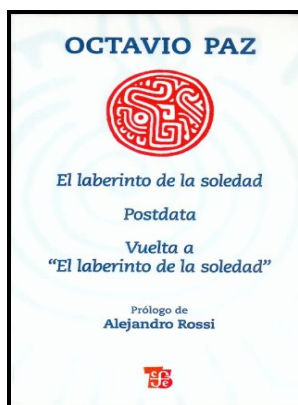 OCTAVIO PAZ
El laberinto de la soledad
Postdata
Vuelta a
“El laberinto de la soledad”
Prólogo de
Alejandro Rossi